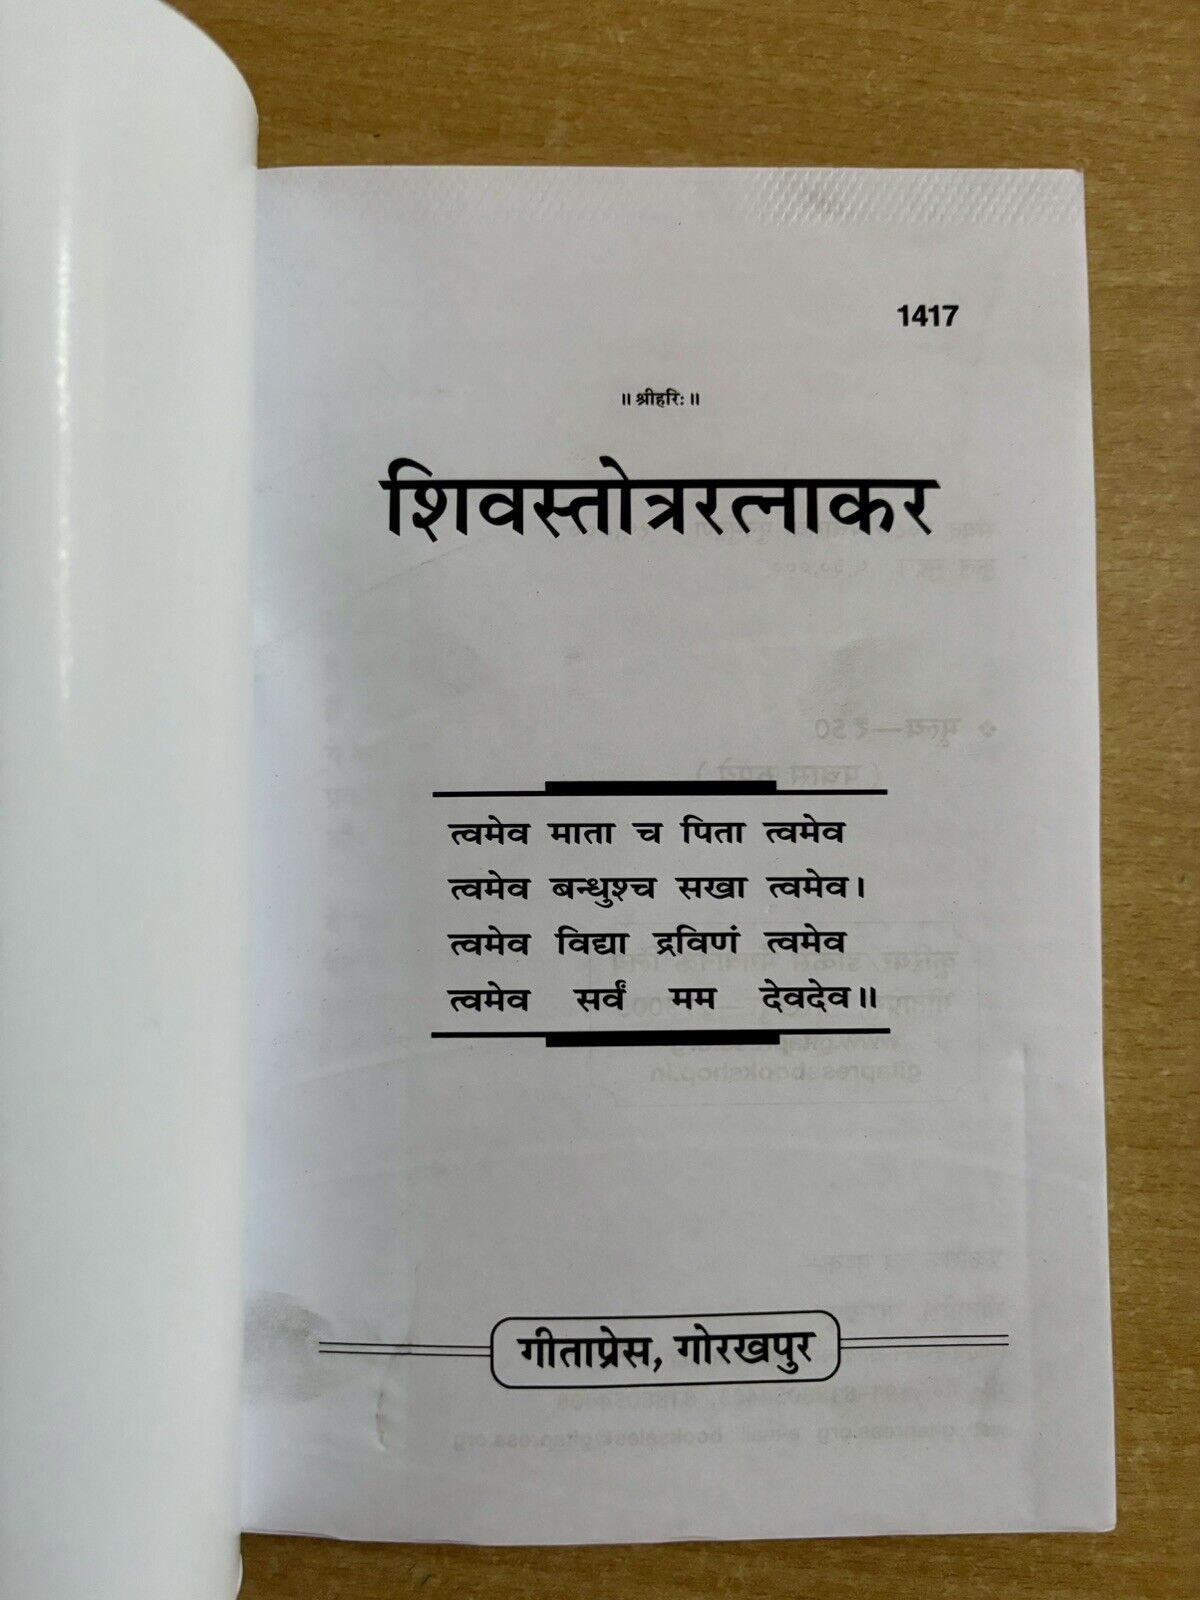 1417
॥ श्रीहरिः ॥
शिवस्तोत्ररत्नाकर
त्वमेव माता च पिता त्वमेव
त्वमेव बन्धुश्च सखा त्वमेव।
त्वमेव विद्या द्रविणं त्वमेव
त्वमेव सर्वं मम देवदेव॥
गीताप्रेस, गोरखपुर